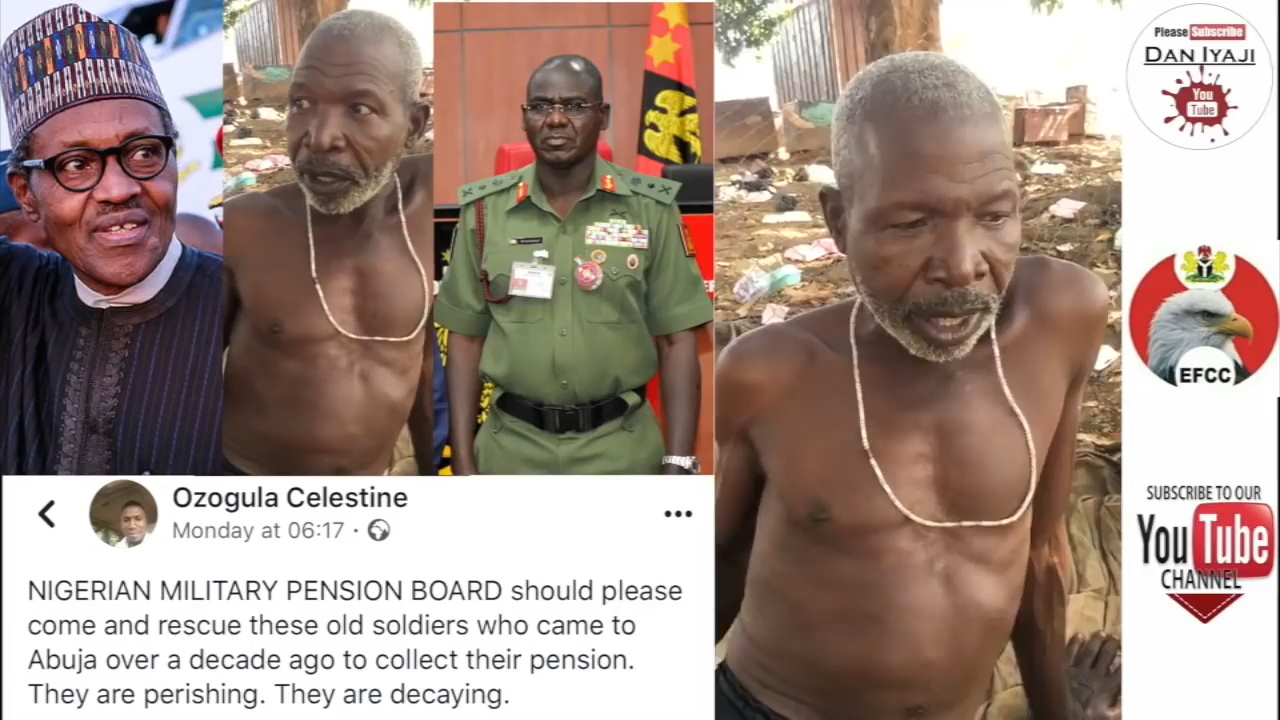 Please Subscribe
DAN IYAJI
You
Tube
EFCC
Ozogula Celestine
Monday at 06:17 ·
NIGERIAN MILITARY PENSION BOARD should please
come and rescue these old soldiers who came to
Abuja over a decade ago to collect their pension.
They are perishing. They are decaying.
SUBSCRIBE TO OUR
YouTube
CHANNEL